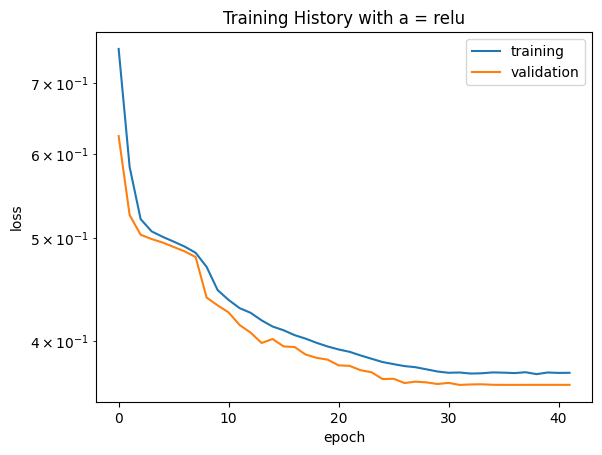 Training History with a = relu
training
validation
7 × 10⁻¹
6 × 10⁻¹
5 × 10⁻¹
4 × 10⁻¹
loss
0 10 20 30 40
epoch